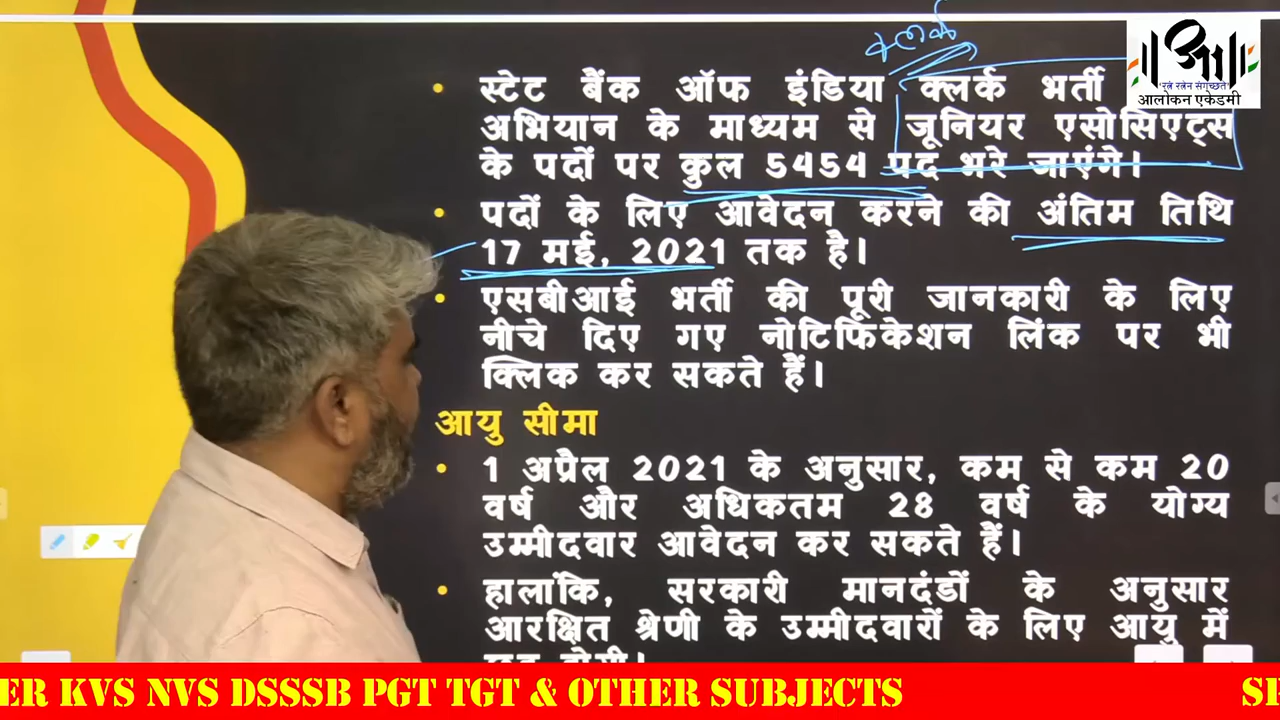 क्लर्क
स्टेट बैंक ऑफ इंडिया क्लर्क भर्ती
अभियान के माध्यम से जूनियर एसोसिएट्स
के पदों पर कुल 5454 पद भरे जाएंगे।
पदों के लिए आवेदन करने की अंतिम तिथि
17 मई, 2021 तक है।
एसबीआई भर्ती की पूरी जानकारी के लिए
नीचे दिए गए नोटिफिकेशन लिंक पर भी
क्लिक कर सकते हैं।
आयु सीमा
1 अप्रैल 2021 के अनुसार, कम से कम 20
वर्ष और अधिकतम 28 वर्ष के योग्य
उम्मीदवार आवेदन कर सकते हैं।
हालांकि, सरकारी मानदंडों के अनुसार
आरक्षित श्रेणी के उम्मीदवारों के लिए आयु में
आलोकन एकेडमी
ER KVS NVS DSSSB PGT TGT & OTHER SUBJECTS